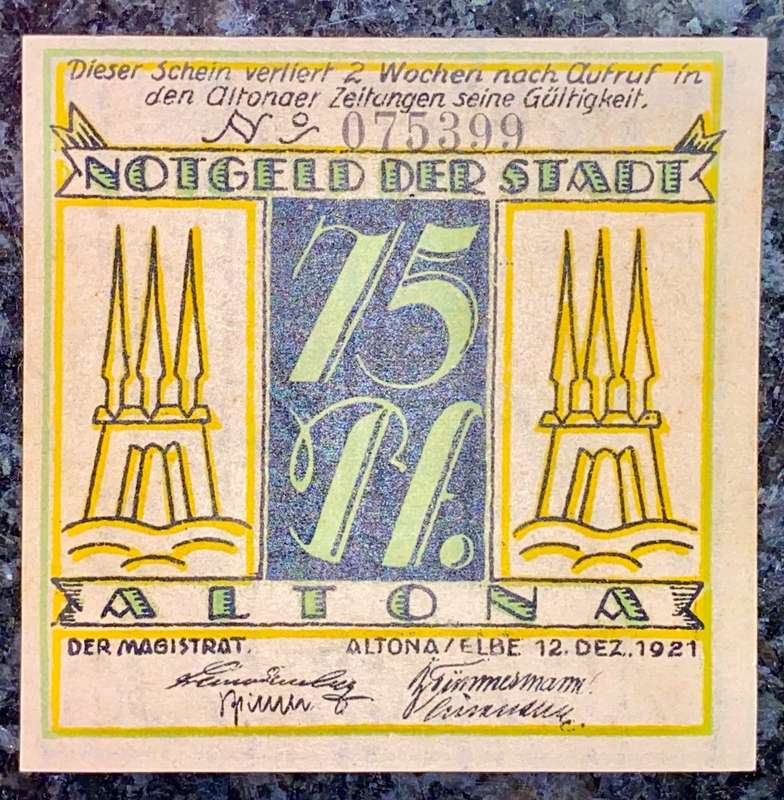 Dieser Schein verliert 2 Wochen nach Aufruf in
den Altonaer Zeitungen seine Gültigkeit.
No 075399
NOTGELD DER STADT
75
Pf.
ALTONA
DER MAGISTRAT. ALTONA/ELBE 12. DEZ. 1921